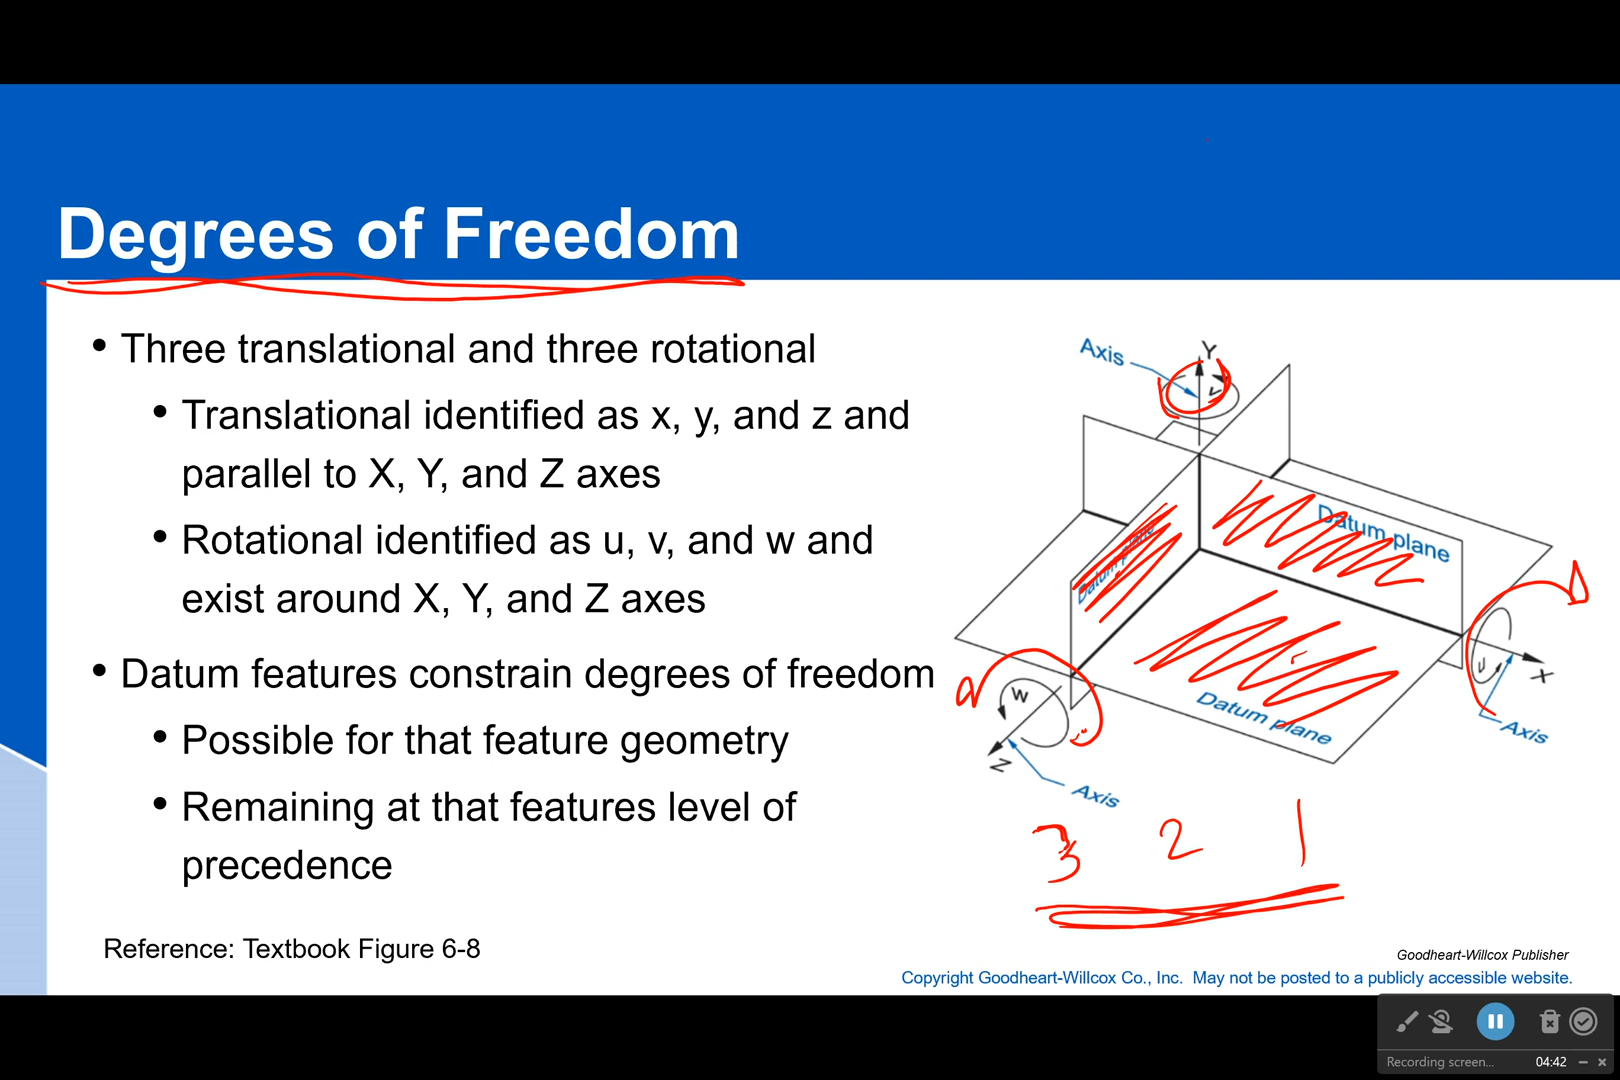 Degrees of Freedom
• Three translational and three rotational
• Translational identified as x, y, and z and
parallel to X, Y, and Z axes
• Rotational identified as u, v, and w and
exist around X, Y, and Z axes
• Datum features constrain degrees of freedom
• Possible for that feature geometry
• Remaining at that features level of
precedence
Reference: Textbook Figure 6-8
Axis
Y
v
Datum plane
Datum plane
Datum plane
u
X
Axis
w
Z
Axis
3 2 1
Goodheart-Willcox Publisher
Copyright Goodheart-Willcox Co., Inc. May not be posted to a publicly accessible website.
Recording screen... 04:42